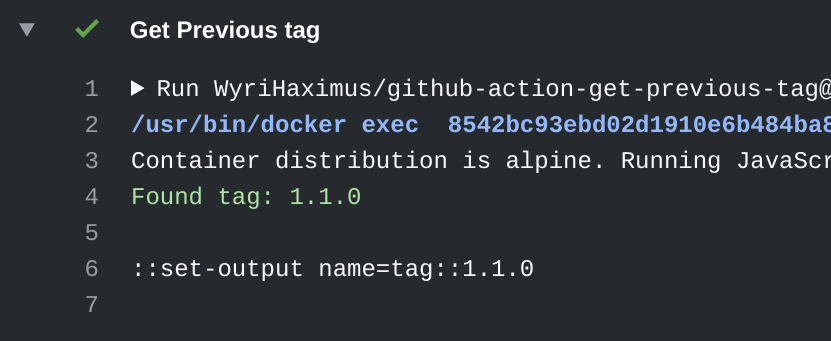 Get Previous tag
1 Run WyriHaximus/github-action-get-previous-tag@
2 /usr/bin/docker exec  8542bc93ebd02d1910e6b484ba8
3 Container distribution is alpine. Running JavaScr
4 Found tag: 1.1.0
5
6 ::set-output name=tag::1.1.0
7